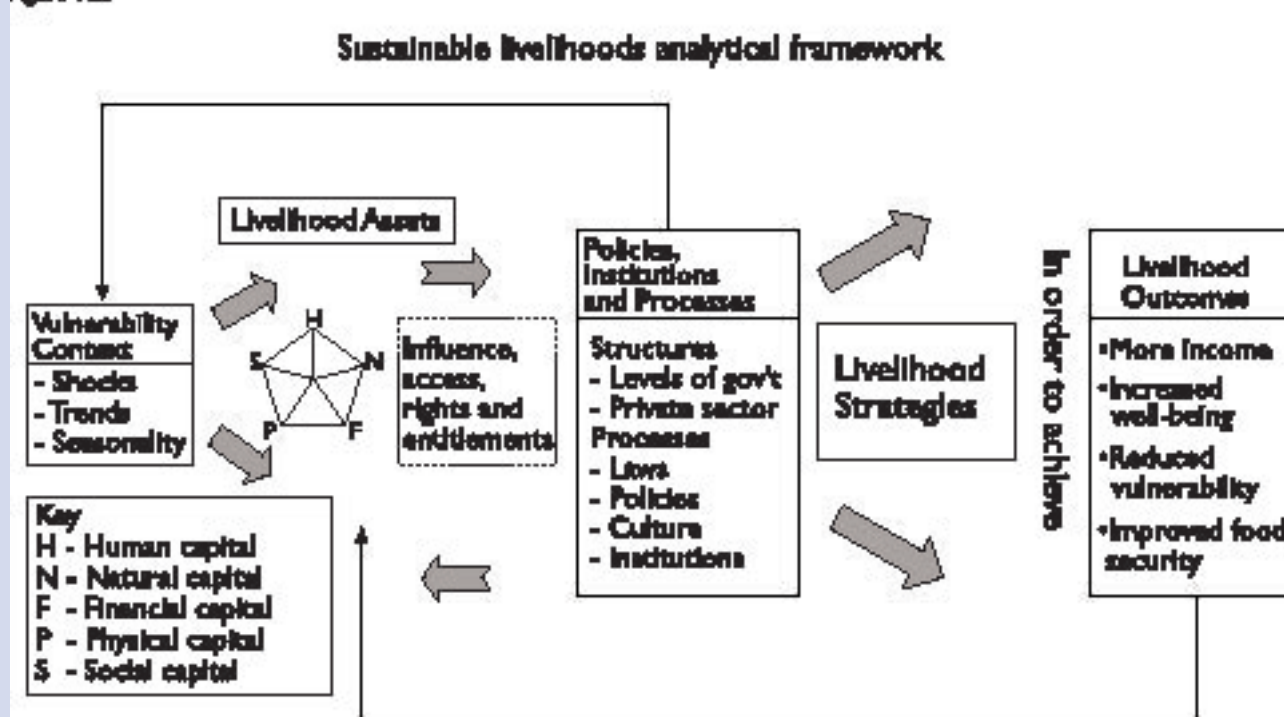 Sustainable livelihoods analytical framework
Livelihood Assets
Vulnerability
Context
- Shocks
- Trends
- Seasonality
H
S
N
P
F
Influence,
access,
rights and
entitlements
Policies,
Institutions
and Processes
Structures
- Levels of gov't
- Private sector
Processes
- Laws
- Policies
- Culture
- Institutions
Livelihood
Strategies
In order to achieve
Livelihood
Outcomes
•More income
•Increased
well-being
•Reduced
vulnerability
•Improved food
security
Key
H - Human capital
N - Natural capital
F - Financial capital
P - Physical capital
S - Social capital